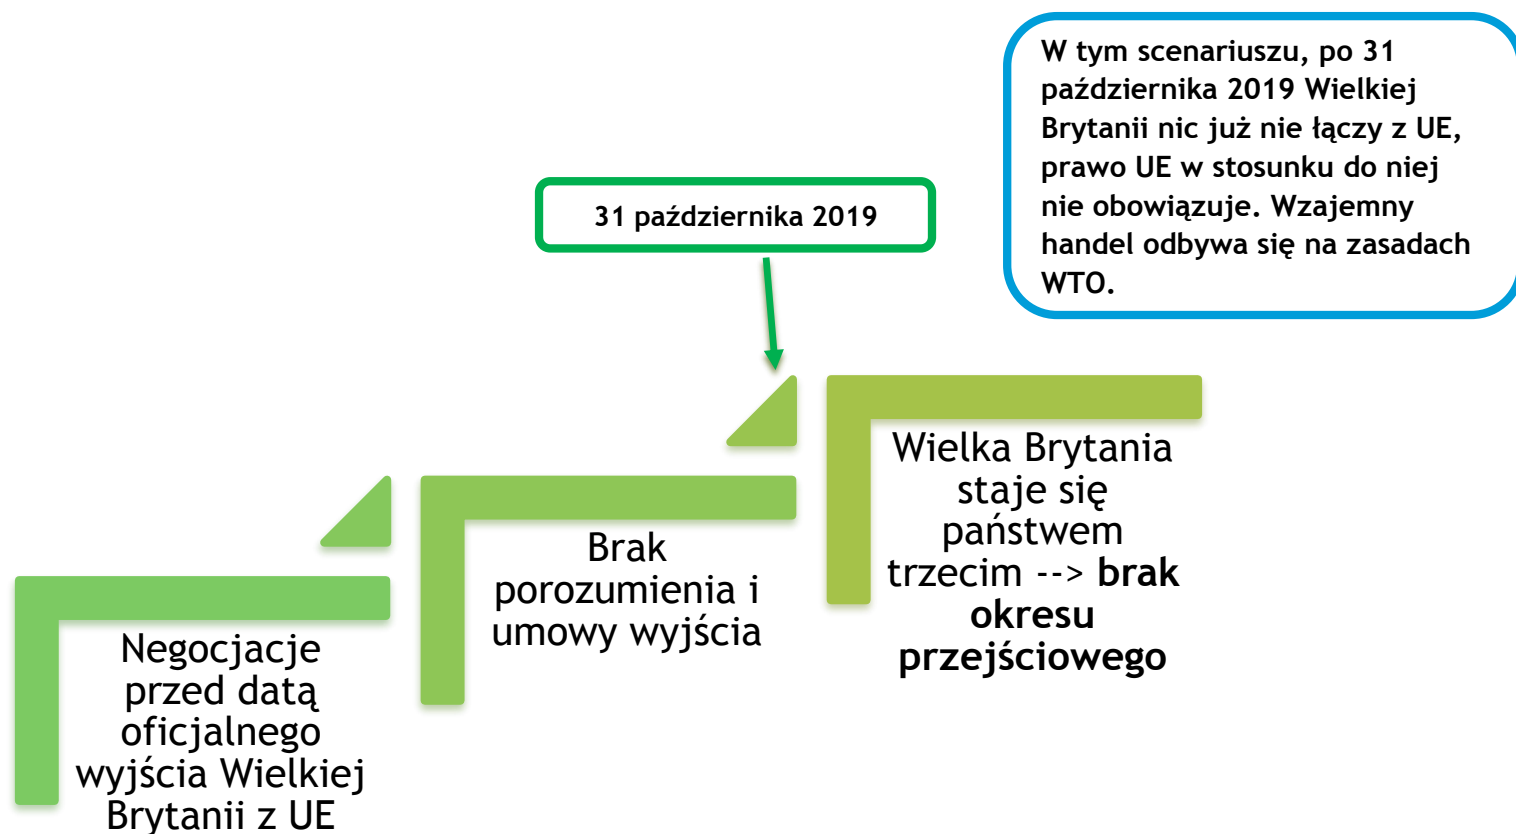 W tym scenariuszu, po 31
października 2019 Wielkiej
Brytanii nic już nie łączy z UE,
prawo UE w stosunku do niej
nie obowiązuje. Wzajemny
handel odbywa się na zasadach
WTO.
31 października 2019
Negocjacje
przed datą
oficjalnego
wyjścia Wielkiej
Brytanii z UE
Brak
porozumienia i
umowy wyjścia
Wielka Brytania
staje się
państwem
trzecim --> brak
okresu
przejściowego